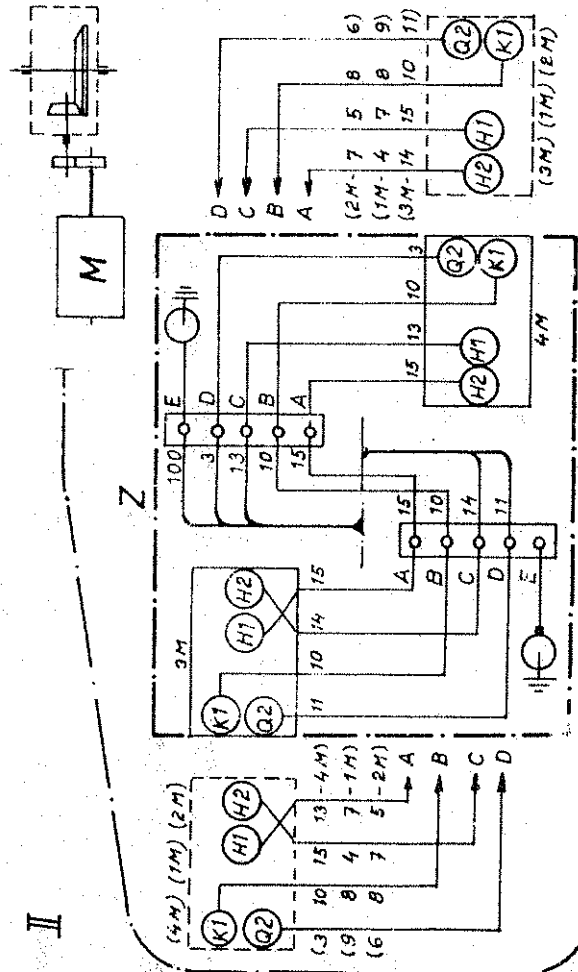 II
M
Z
(4M) (1M) (2M)
K1 H1 H2
Q2
(3 10 15 13 -4M)
(9 8 4 7 -1M)
(6 8 7 5 -2M)
A
B
C
D
3M
K1 H1 H2
Q2
11 10 14 15
A 15
B 10
C 14
D 11
E
100 E
3 D
13 C
10 B
15 A
15 13 10 3
H2 H1 Q2
K1
4M
D
C
B
A
(2M- 7 5 8 6)
(1M- 4 7 8 9)
(3M- 14 15 10 11)
H2 H1 Q2
K1
(3M) (1M) (2M)